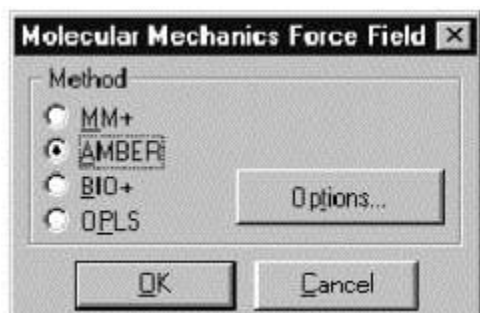 Molecular Mechanics Force Field
Method
MM+
AMBER
BIO+
OPLS
Options...
OK
Cancel